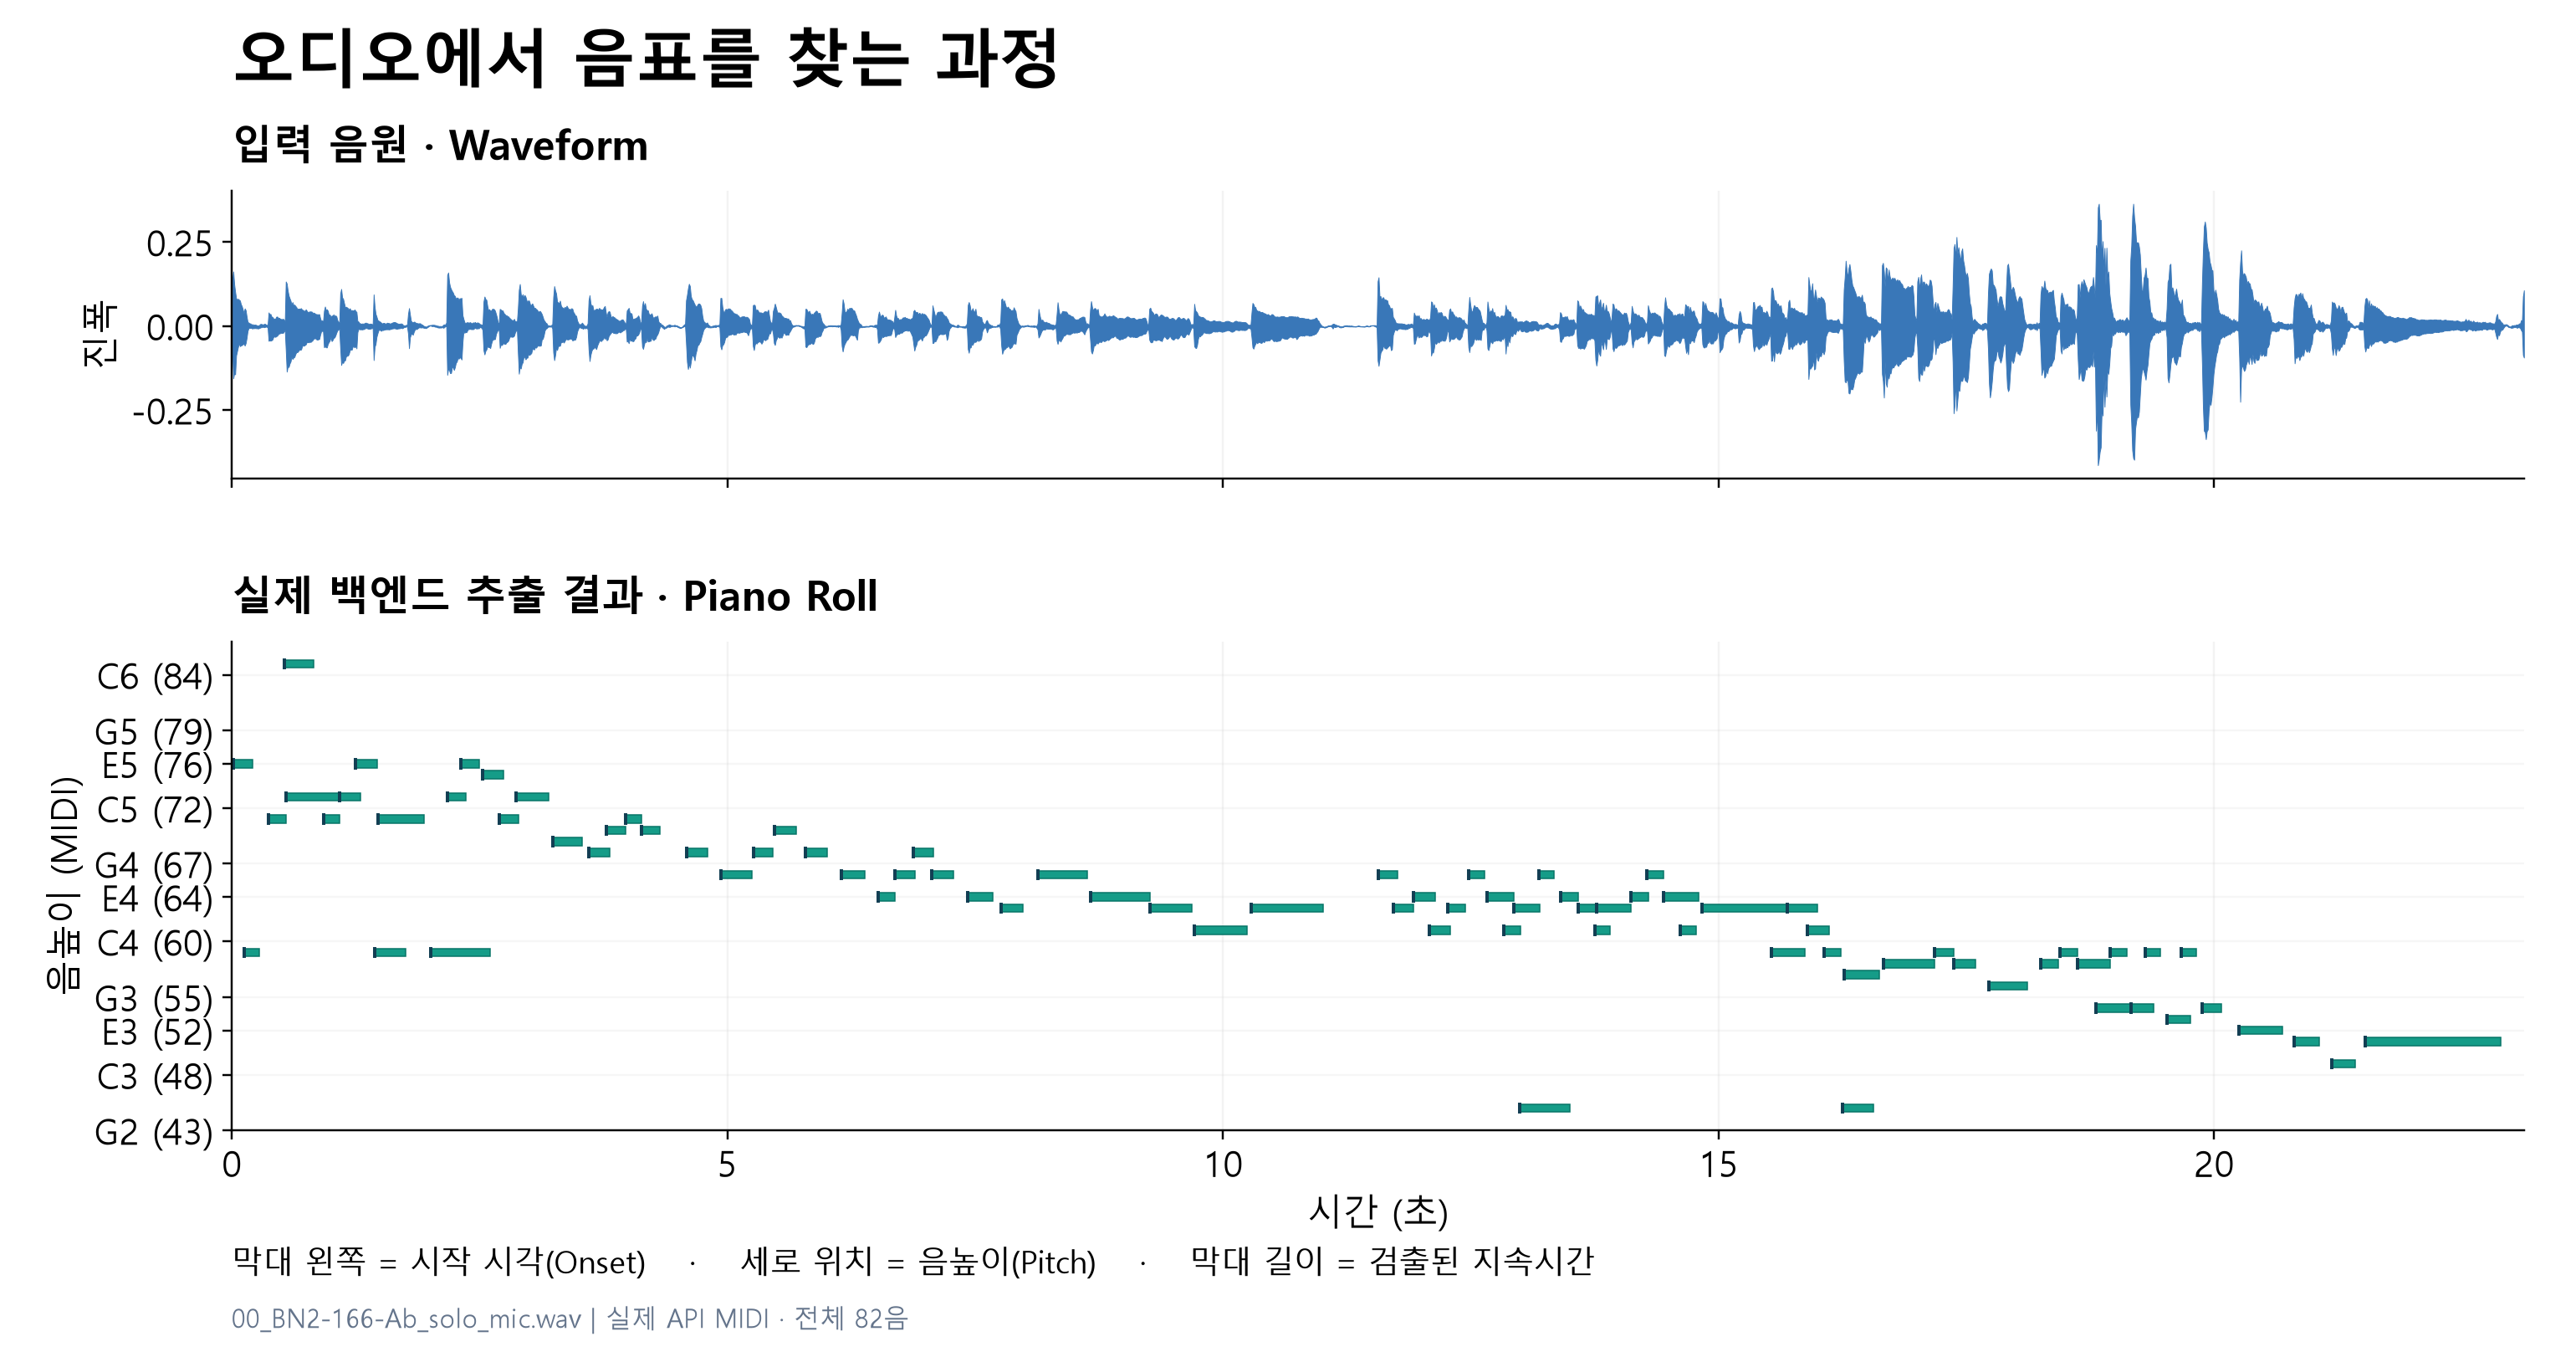 오디오에서 음표를 찾는 과정
입력 음원 · Waveform
진폭
0.25
0.00
-0.25
실제 백엔드 추출 결과 · Piano Roll
음높이 (MIDI)
C6 (84)
G5 (79)
E5 (76)
C5 (72)
G4 (67)
E4 (64)
C4 (60)
G3 (55)
E3 (52)
C3 (48)
G2 (43)
0 5 10 15 20
시간 (초)
막대 왼쪽 = 시작 시각(Onset) · 세로 위치 = 음높이(Pitch) · 막대 길이 = 검출된 지속시간
00_BN2-166-Ab_solo_mic.wav | 실제 API MIDI · 전체 82음